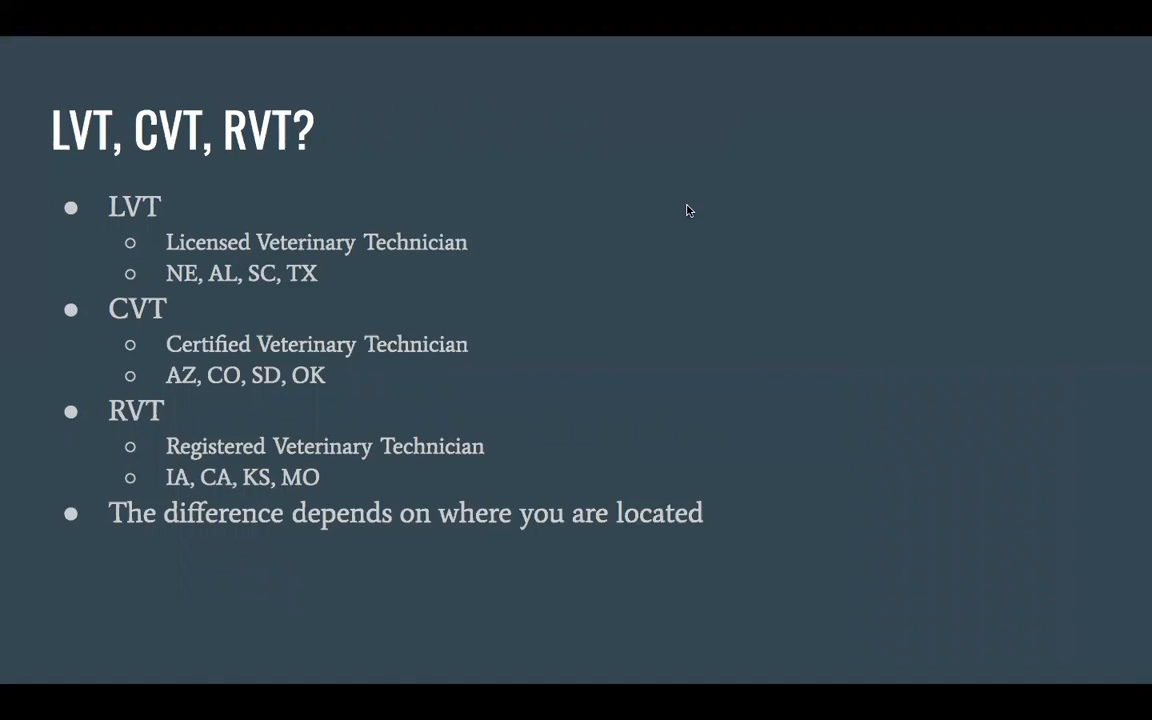 LVT, CVT, RVT?
● LVT
○ Licensed Veterinary Technician
○ NE, AL, SC, TX
● CVT
○ Certified Veterinary Technician
○ AZ, CO, SD, OK
● RVT
○ Registered Veterinary Technician
○ IA, CA, KS, MO
● The difference depends on where you are located